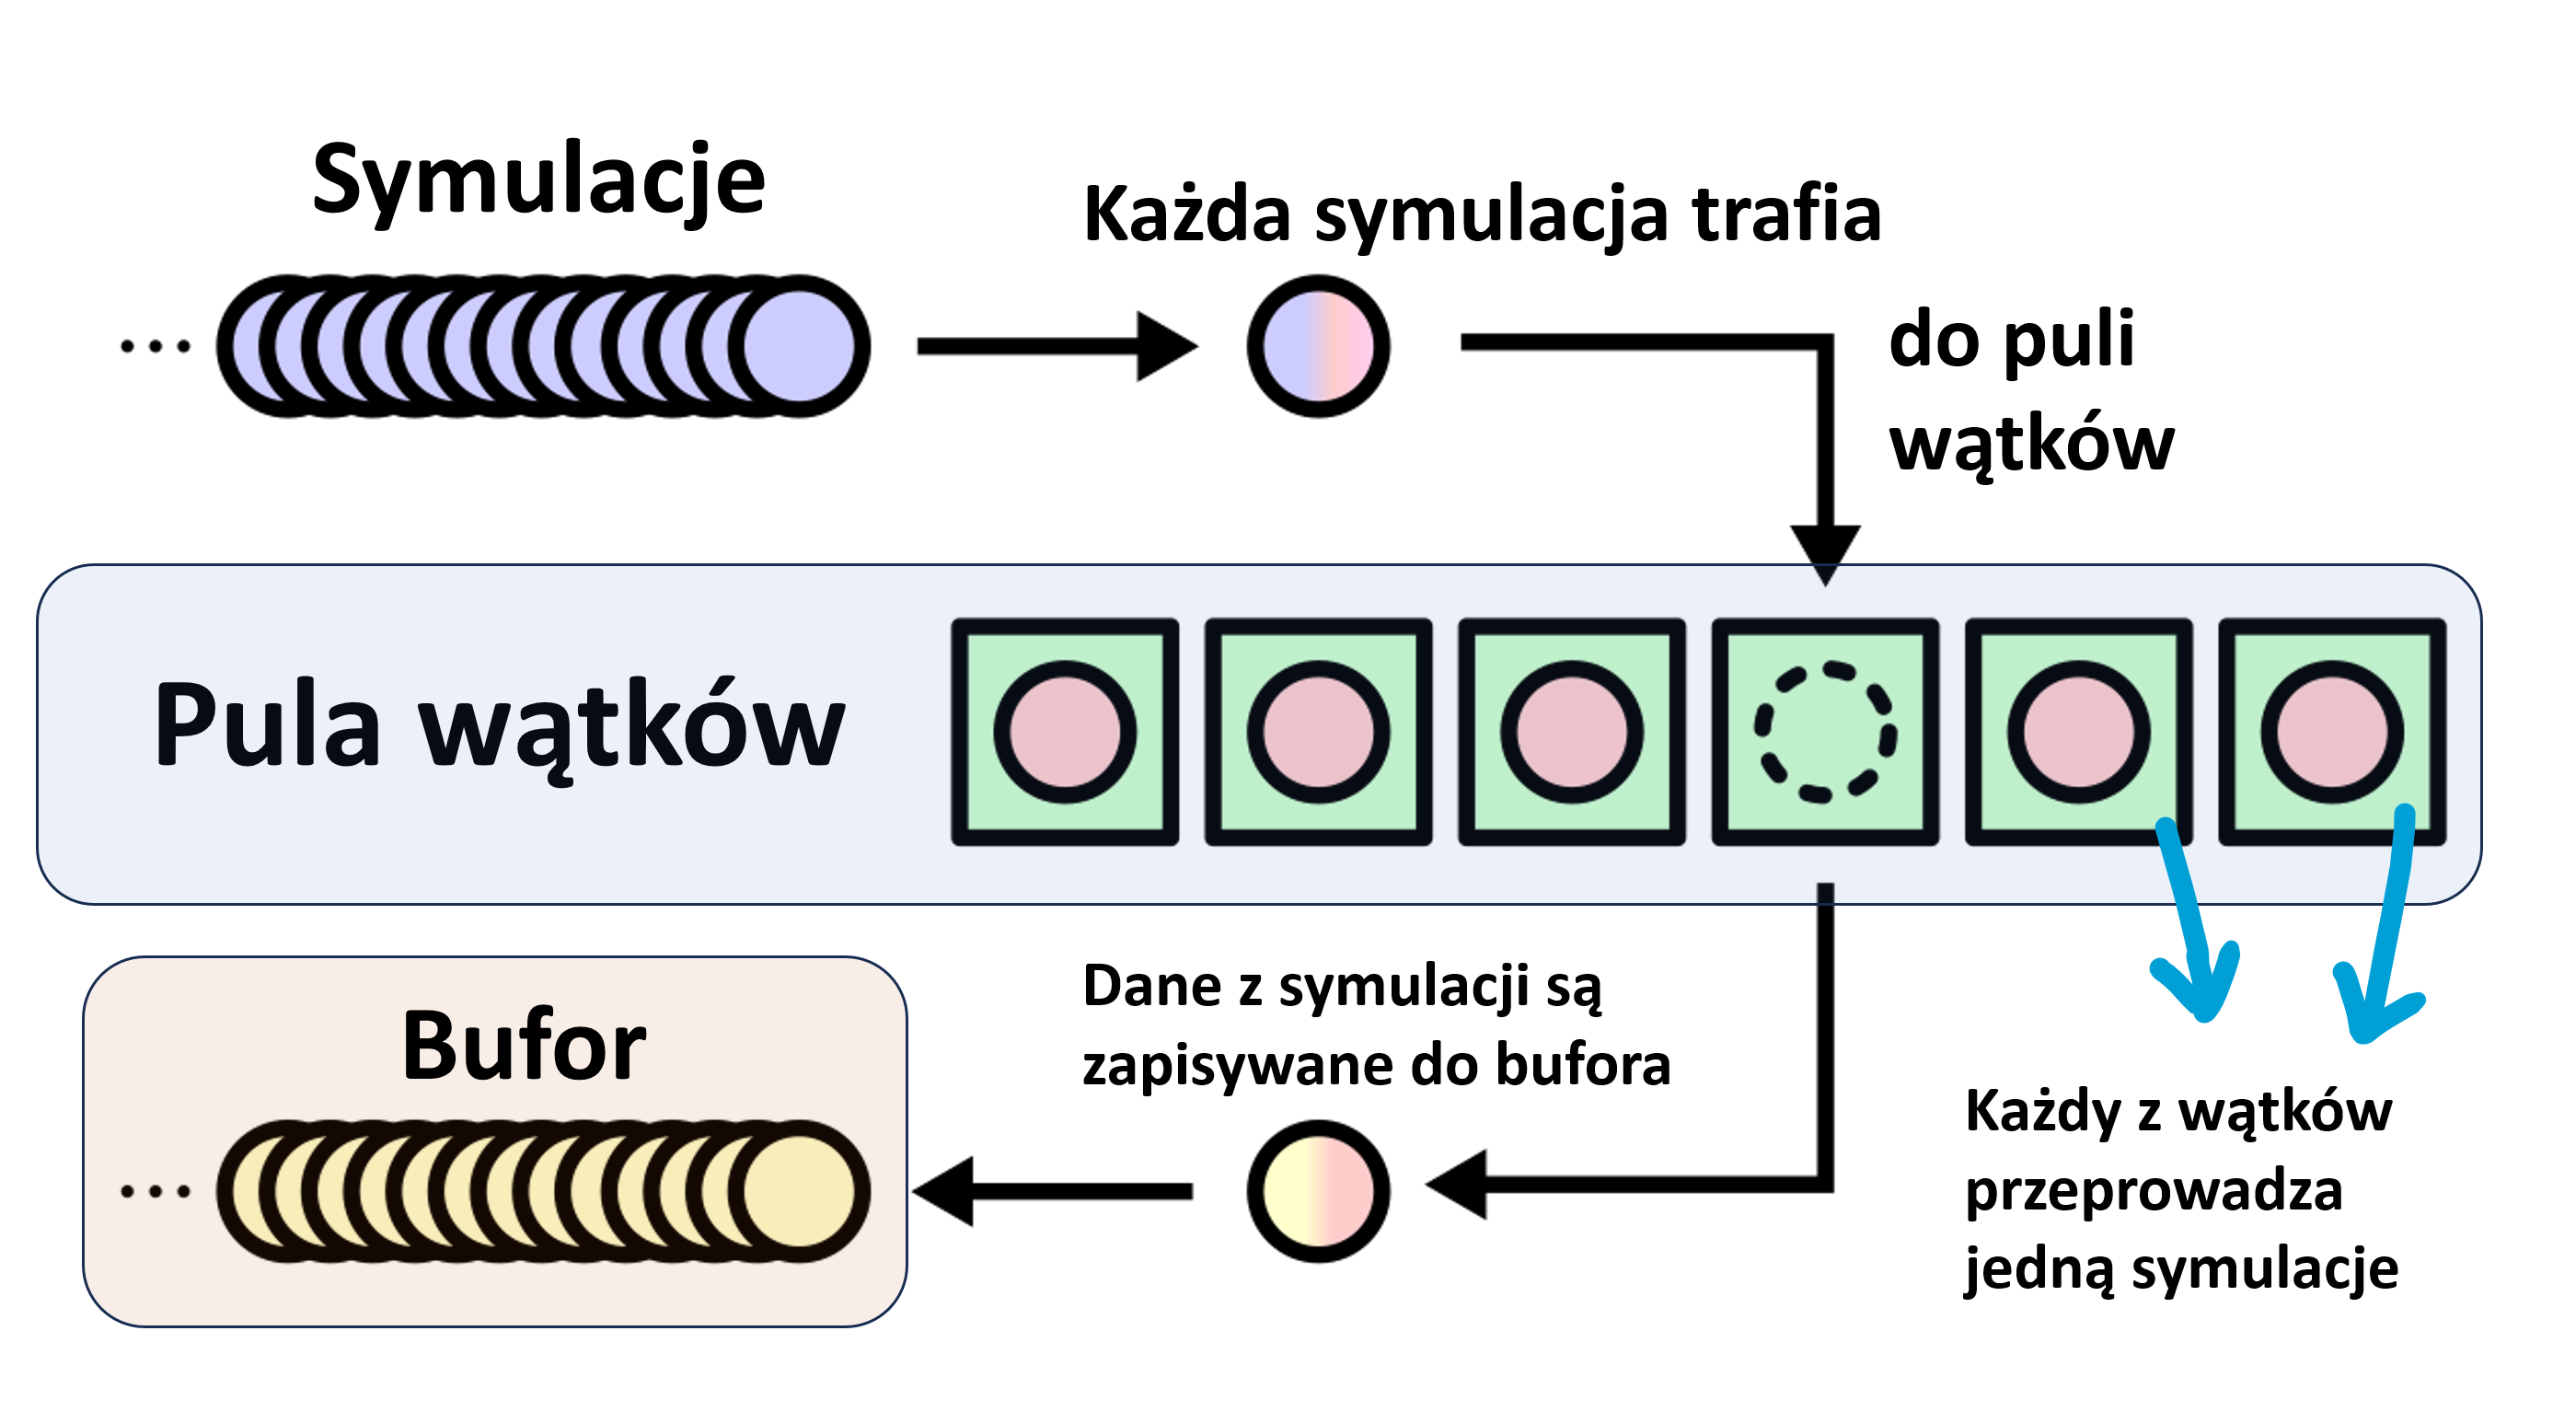 Symulacje
Każda symulacja trafia
do puli
wątków
Pula wątków
Bufor
Dane z symulacji są
zapisywane do bufora
Każdy z wątków
przeprowadza
jedną symulacje